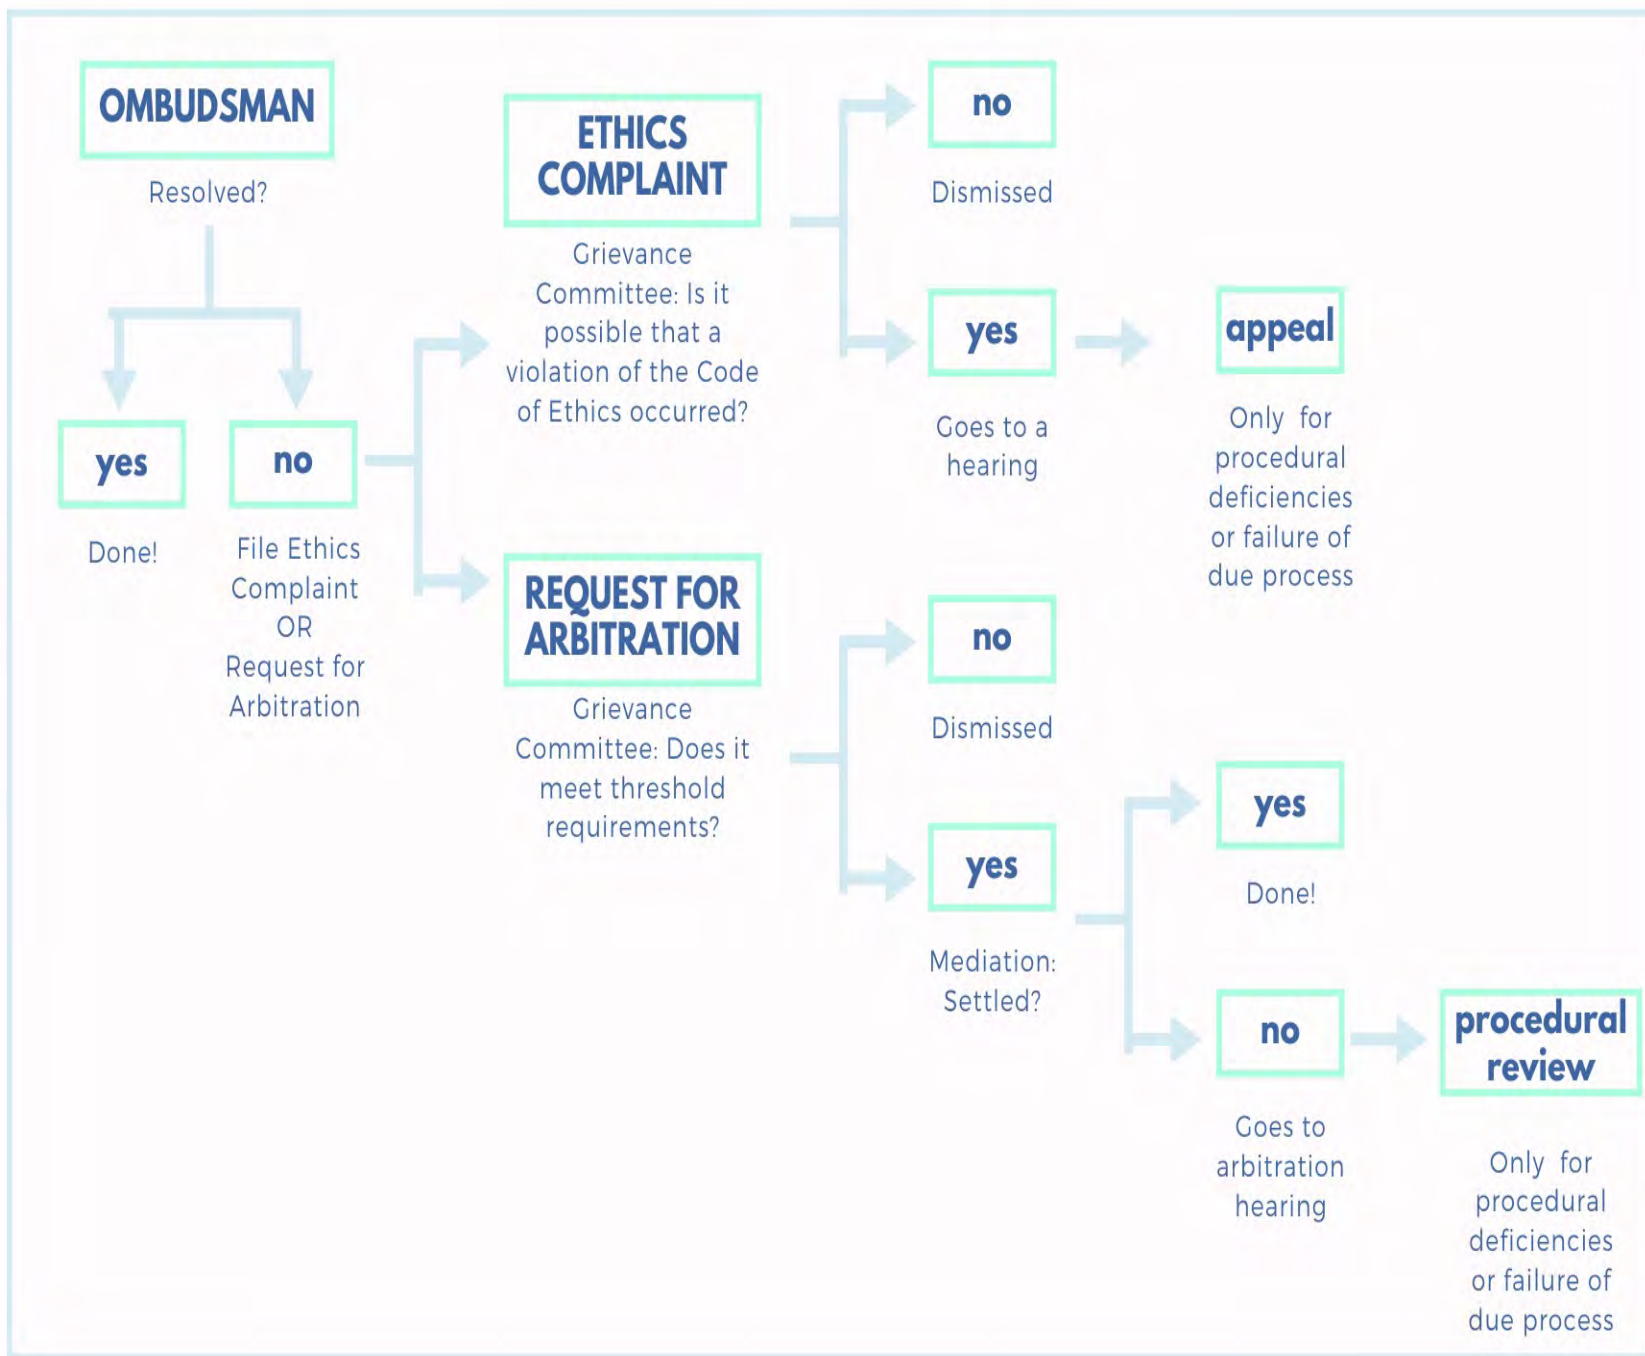 OMBUDSMAN
Resolved?
yes
Done!
no
File Ethics
Complaint
OR
Request for
Arbitration
ETHICS
COMPLAINT
Grievance
Committee: Is it
possible that a
violation of the Code
of Ethics occurred?
no
Dismissed
yes
Goes to a
hearing
appeal
Only for
procedural
deficiencies
or failure of
due process
REQUEST FOR
ARBITRATION
Grievance
Committee: Does it
meet threshold
requirements?
no
Dismissed
yes
Mediation:
Settled?
yes
Done!
no
Goes to
arbitration
hearing
procedural
review
Only for
procedural
deficiencies
or failure of
due process